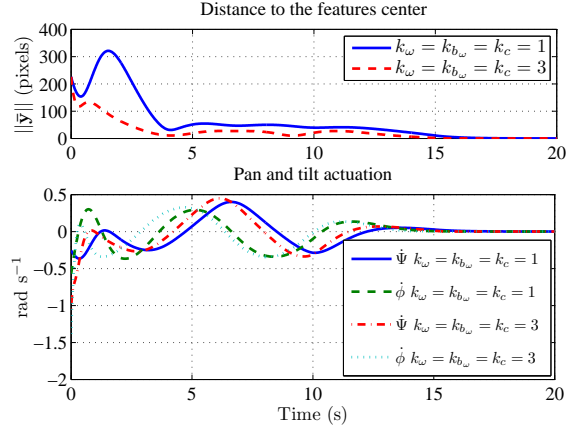 Distance to the features center
400
300
200
100
0
||ȳ|| (pixels)
k_ω = k_{b_ω} = k_c = 1
k_ω = k_{b_ω} = k_c = 3
0 5 10 15 20
Pan and tilt actuation
0.5
0
−0.5
−1
−1.5
−2
rad s⁻¹
Ψ̇ k_ω = k_{b_ω} = k_c = 1
ϕ̇ k_ω = k_{b_ω} = k_c = 1
Ψ̇ k_ω = k_{b_ω} = k_c = 3
ϕ̇ k_ω = k_{b_ω} = k_c = 3
0 5 10 15 20
Time (s)